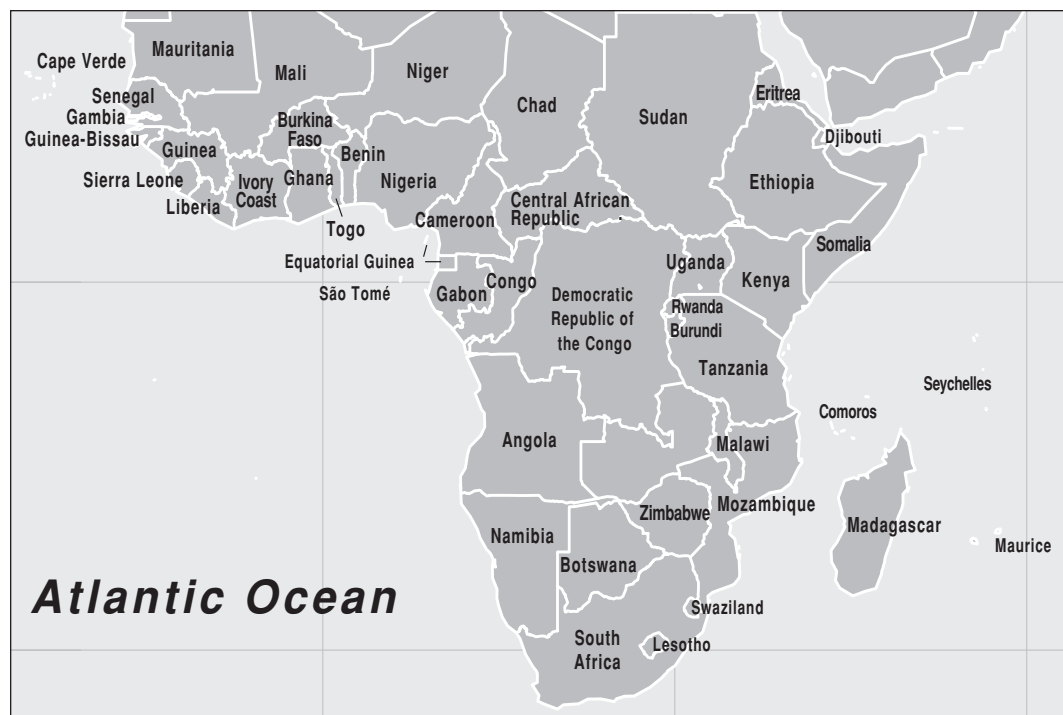 Mauritania
Cape Verde
Mali
Niger
Chad
Sudan
Eritrea
Senegal
Gambia
Guinea-Bissau
Burkina
Faso
Djibouti
Guinea
Benin
Sierra Leone
Ivory
Coast
Ghana
Nigeria
Ethiopia
Central African
Republic
Liberia
Togo
Cameroon
Somalia
Equatorial Guinea
Uganda
Kenya
Congo
São Tomé
Gabon
Democratic
Republic of
the Congo
Rwanda
Burundi
Tanzania
Seychelles
Comoros
Angola
Malawi
Zimbabwe
Mozambique
Madagascar
Namibia
Maurice
Botswana
Atlantic Ocean
Swaziland
South
Africa
Lesotho